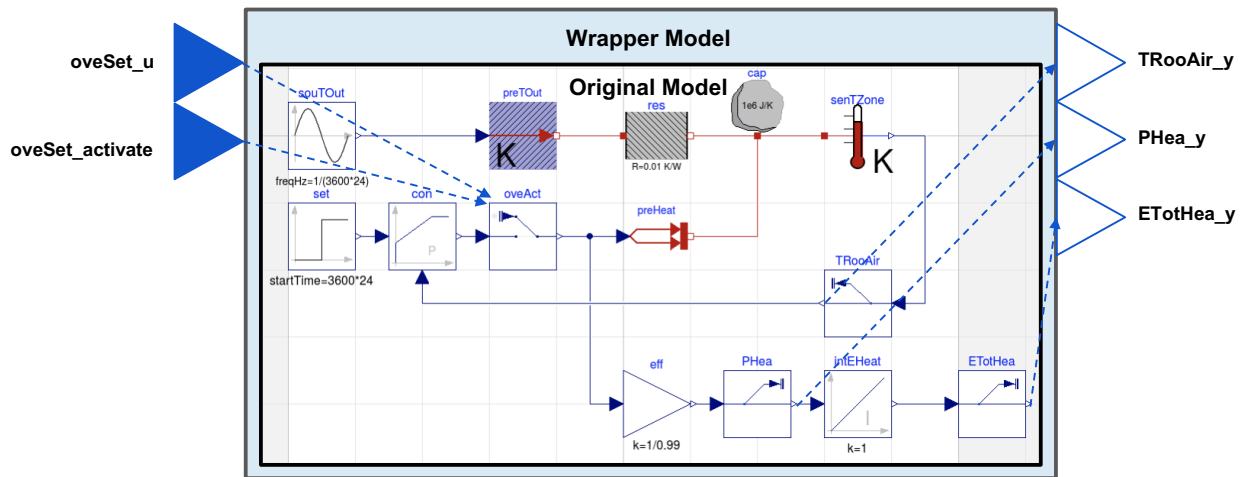 Wrapper Model
oveSet_u
TRooAir_y
Original Model
cap
souTOut
preTOut
res
senTZone
1e6 J/K
oveSet_activate
PHea_y
K
K
R=0.01 K/W
freqHz=1/(3600*24)
set
con
oveAct
preHeat
ETotHea_y
P
startTime=3600*24
TRooAir
eff
PHea
intEHeat
ETotHea
I
k=1/0.99
k=1